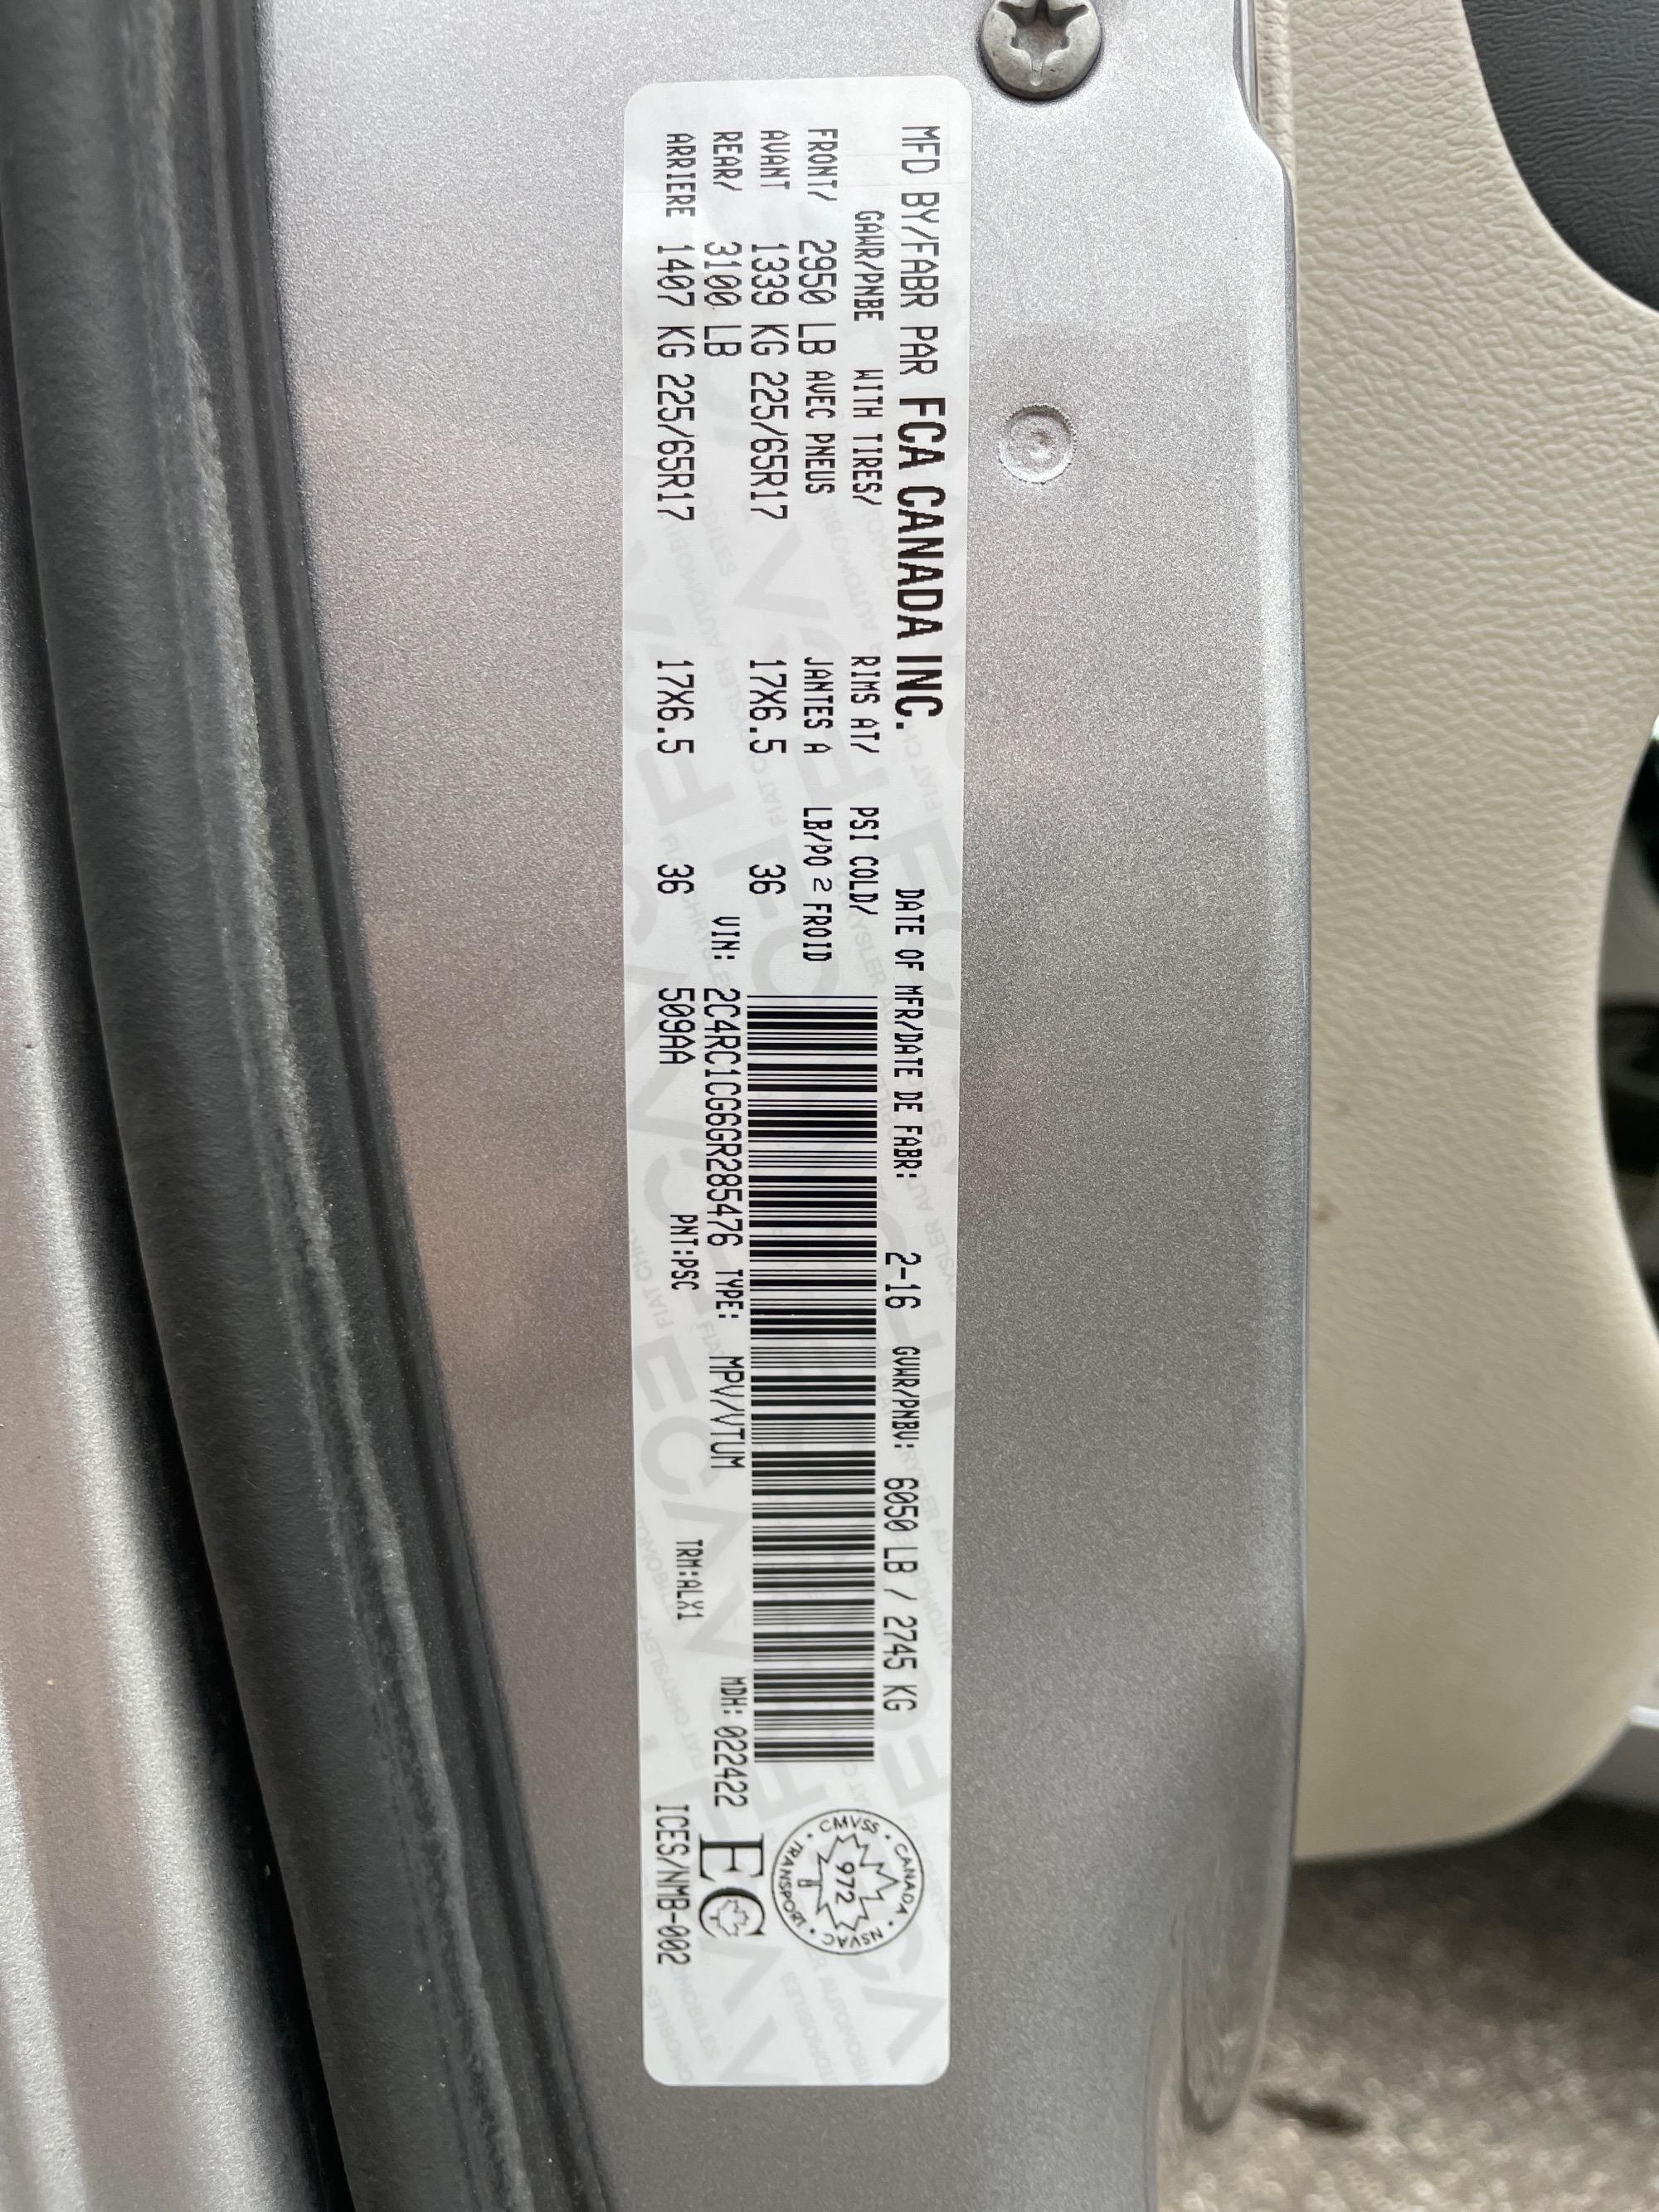 MFD BY/FABR PAR FCA CANADA INC. DATE OF MFR/DATE DE FABR: 2-16 GVWR/PNBV: 6050 LB / 2745 KG
GAWR/PNBE WITH TIRES/ RIMS AT/ PSI COLD/
FRONT/ 2950 LB AVEC PNEUS JANTES A LB/PO 2 FROID
AVANT 1339 KG 225/65R17 17X6.5 36
REAR/ 3100 LB VIN: 2C4RC1CG6GR285476 TYPE: MPV/VTUM MDH: 022422
ARRIERE 1407 KG 225/65R17 17X6.5 36 509AA PNT:PSC TRM:ALX1 ICES/NMB-002
CMVSS • CANADA • NSVAC • TRANSPORT •
972
EC